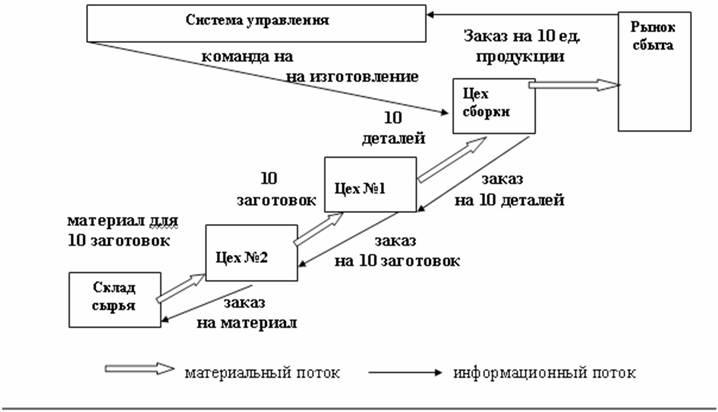 Система управления
Рынок
сбыта
Заказ на 10 ед.
продукции
команда на
на изготовление
Цех
сборки
10
деталей
заказ
на 10 деталей
Цех №1
10
заготовок
заказ
на 10 заготовок
Цех №2
материал для
10 заготовок
Склад
сырья
заказ
на материал
материальный поток
информационный поток